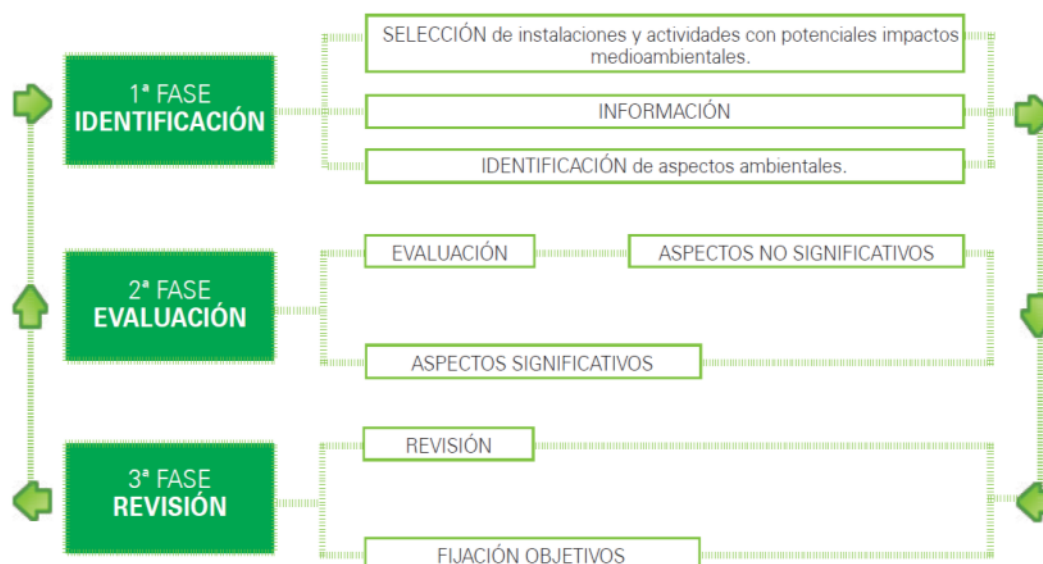 1ª FASE
IDENTIFICACIÓN
SELECCIÓN de instalaciones y actividades con potenciales impactos
medioambientales.
INFORMACIÓN
IDENTIFICACIÓN de aspectos ambientales.
2ª FASE
EVALUACIÓN
EVALUACIÓN
ASPECTOS NO SIGNIFICATIVOS
ASPECTOS SIGNIFICATIVOS
3ª FASE
REVISIÓN
REVISIÓN
FIJACIÓN OBJETIVOS